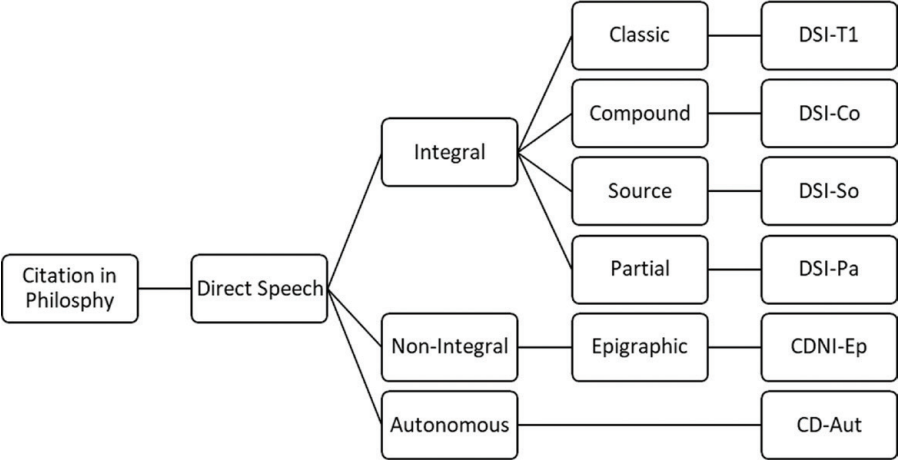 Classic
DSI-T1
Compound
DSI-Co
Integral
Source
DSI-So
Partial
DSI-Pa
Citation in
Philosphy
Direct Speech
Non-Integral
Epigraphic
CDNI-Ep
Autonomous
CD-Aut